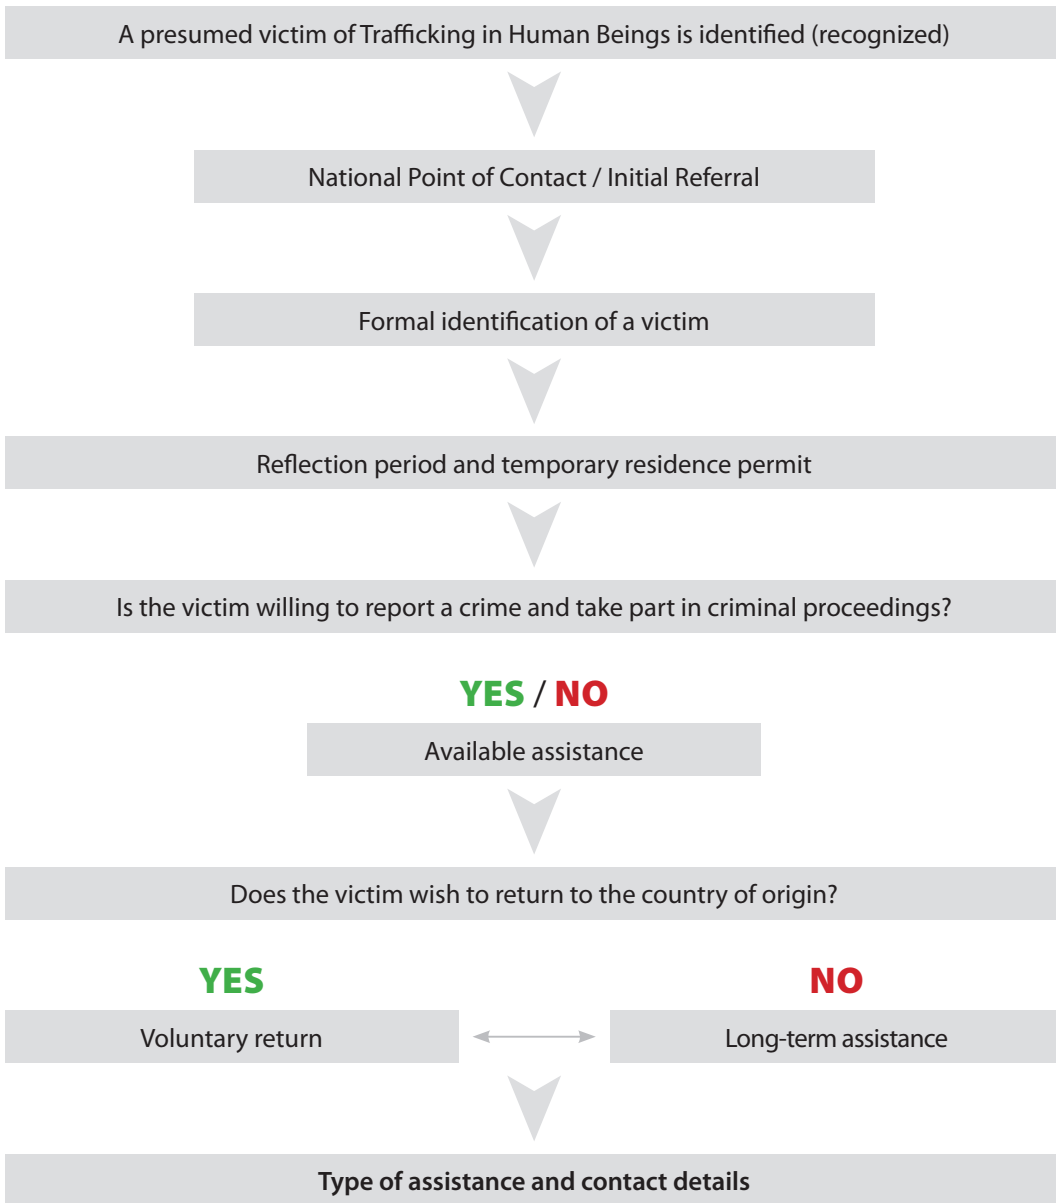 A presumed victim of Trafficking in Human Beings is identified (recognized)
National Point of Contact / Initial Referral
Formal identification of a victim
Reflection period and temporary residence permit
Is the victim willing to report a crime and take part in criminal proceedings?
YES / NO
Available assistance
Does the victim wish to return to the country of origin?
YES NO
Voluntary return Long-term assistance
Type of assistance and contact details